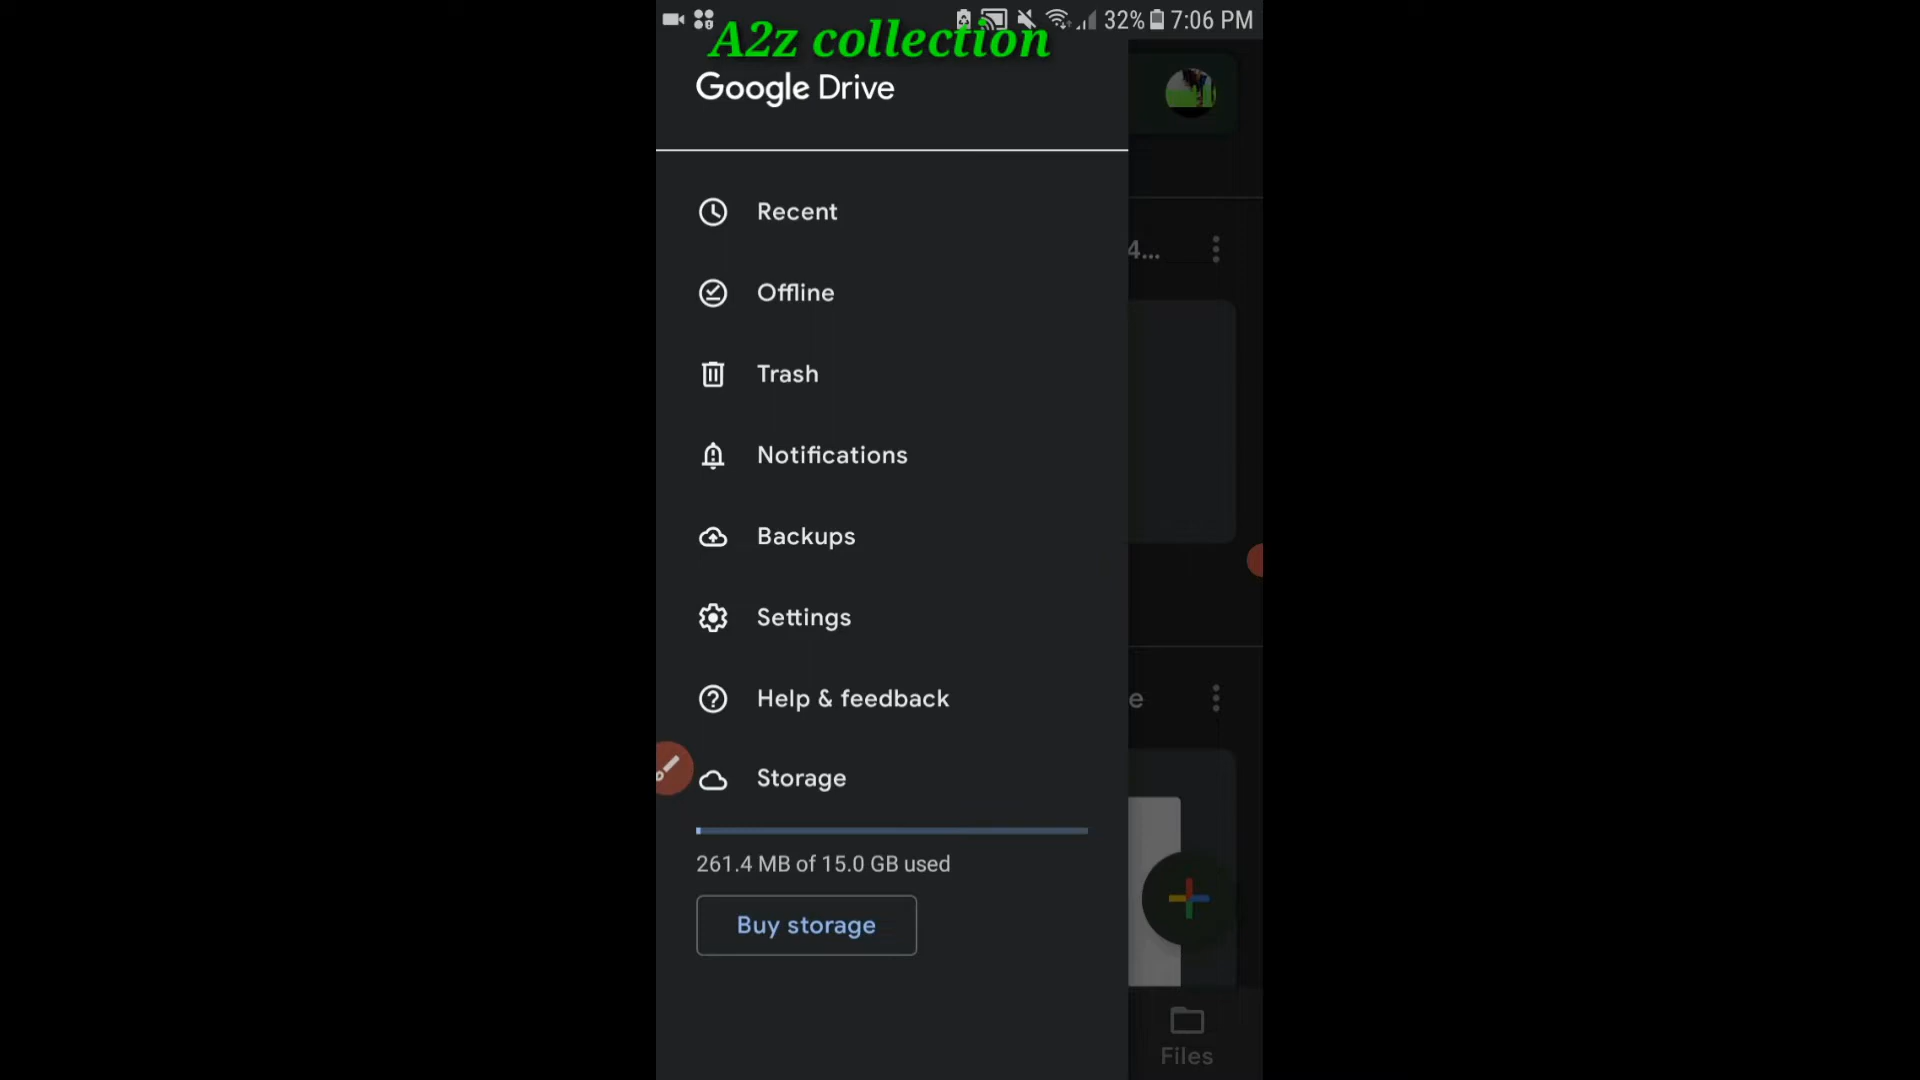 32% 7:06 PM
A2z collection
Google Drive
Recent
4...
Offline
Trash
Notifications
Backups
Settings
Help & feedback
e
Storage
261.4 MB of 15.0 GB used
Buy storage
Files